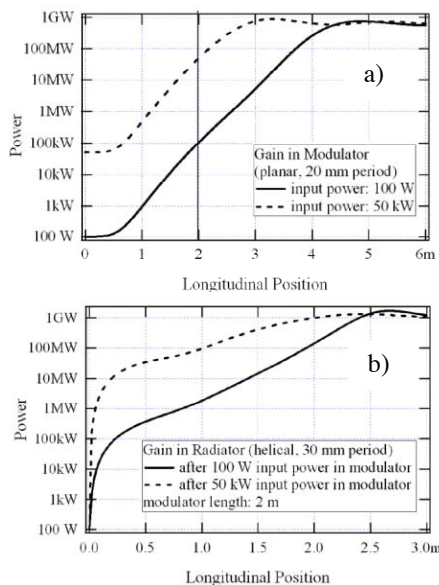 1GW
100MW
10MW
1MW
100kW
10kW
1kW
100 W
Power
a)
Gain in Modulator
(planar, 20 mm period)
input power: 100 W
input power: 50 kW
0 1 2 3 4 5 6m
Longitudinal Position
1GW
100MW
10MW
1MW
100kW
10kW
1kW
100 W
Power
b)
Gain in Radiator (helical, 30 mm period)
after 100 W input power in modulator
after 50 kW input power in modulator
modulator length: 2 m
0.0 0.5 1.0 1.5 2.0 2.5 3.0m
Longitudinal Position